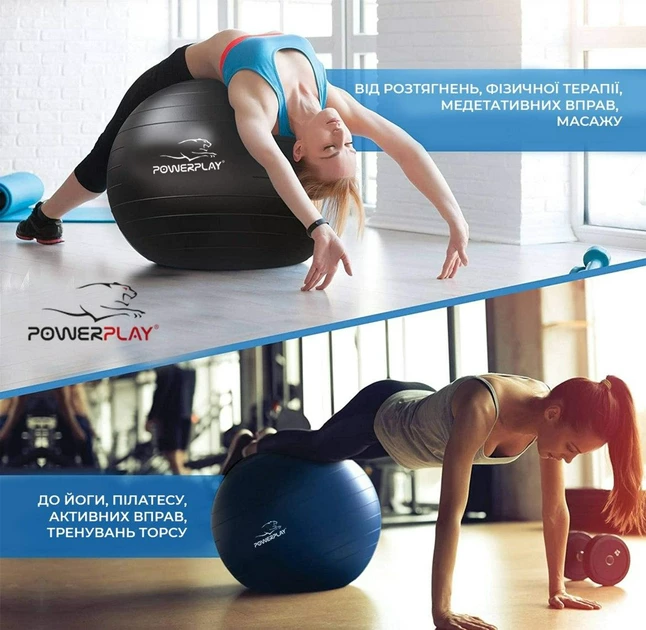 ВІД РОЗТЯГНЕНЬ, ФІЗИЧНОЇ ТЕРАПІЇ,
МЕДЕТАТИВНИХ ВПРАВ,
МАСАЖУ
POWERPLAY®
POWERPLAY®
ДО ЙОГИ, ПІЛАТЕСУ,
АКТИВНИХ ВПРАВ,
ТРЕНУВАНЬ ТОРСУ
POWERPLAY